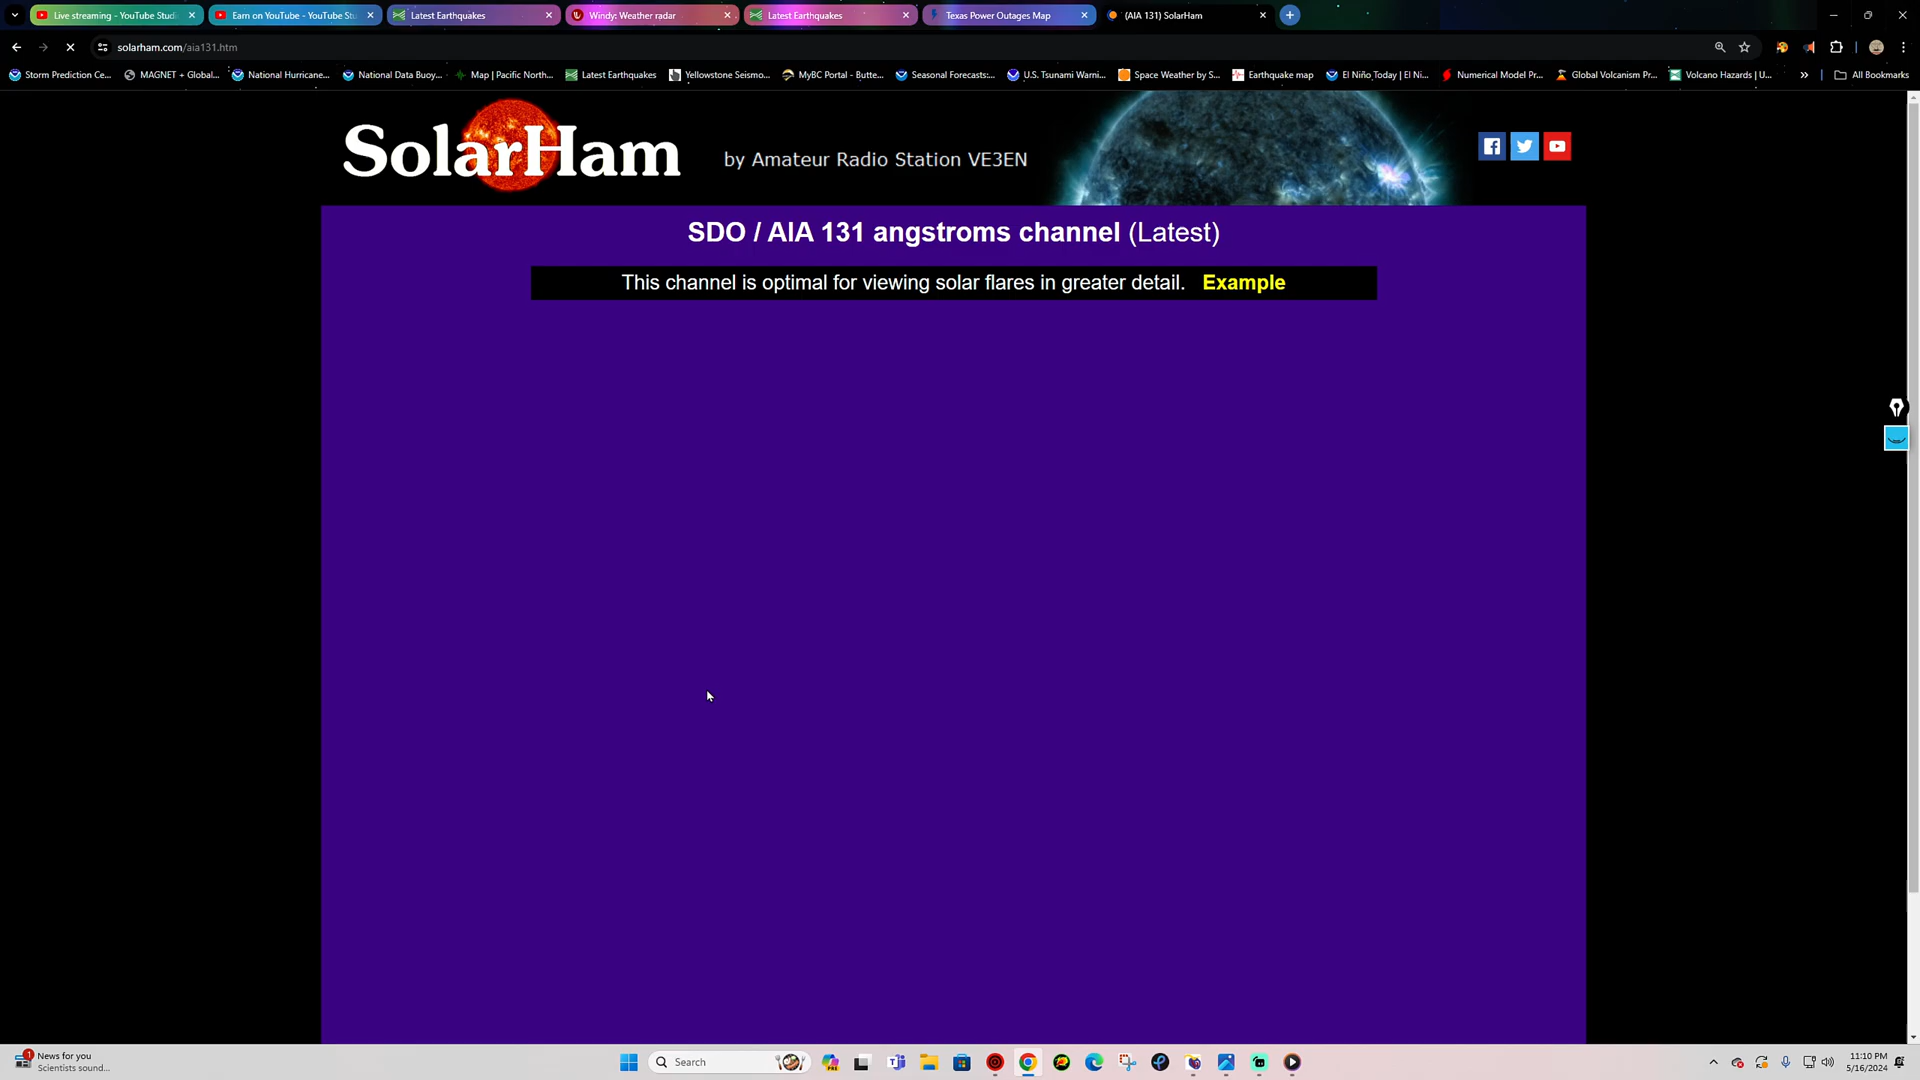 Live streaming - YouTube Studi
Earn on YouTube - YouTube Stu
Latest Earthquakes
Windy: Weather radar
Latest Earthquakes
Texas Power Outages Map
(AIA 131) SolarHam
solarham.com/aia131.htm
Storm Prediction Ce...
MAGNET + Global...
National Hurricane...
National Data Buoy...
Map | Pacific North...
Latest Earthquakes
Yellowstone Seismo...
MyBC Portal - Butte...
Seasonal Forecasts:...
U.S. Tsunami Warni...
Space Weather by S...
Earthquake map
El Niño Today | El Ni...
Numerical Model Pr...
Global Volcanism Pr...
Volcano Hazards | U...
All Bookmarks
SolarHam
by Amateur Radio Station VE3EN
SDO / AIA 131 angstroms channel (Latest)
This channel is optimal for viewing solar flares in greater detail. Example
1
News for you
Scientists sound...
Search
PRE
11:10 PM
5/16/2024